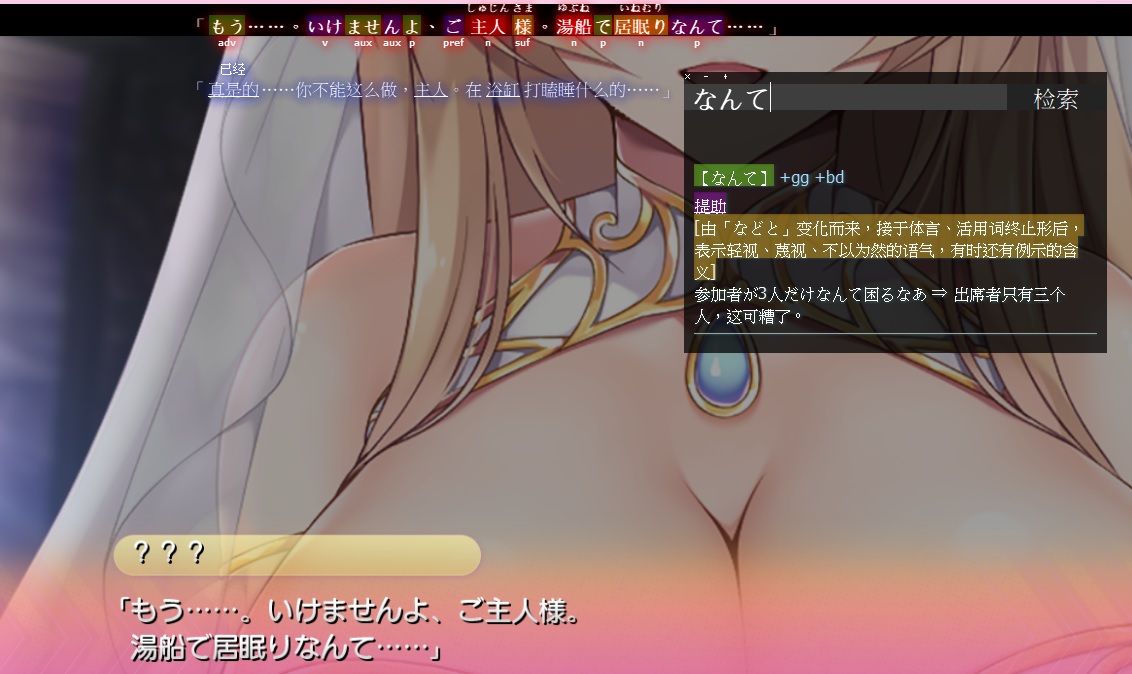 しゅじんさま ゆぶね いねむり
「もう……。いけませんよ、ご主人様。湯船で居眠りなんて……」
adv v aux aux p pref n suf n p n p
已经
「真是的……你不能这么做，主人。在浴缸打瞌睡什么的……」
× - +
なんて 检索
【なんて】 +gg +bd
提助
[由「などと」变化而来，接于体言、活用词终止形后，
表示轻视、蔑视、不以为然的语气，有时还有例示的含
义]
参加者が3人だけなんて困るなあ ⇒ 出席者只有三个
人，这可糟了。
？？？
「もう……。いけませんよ、ご主人様。
湯船で居眠りなんて……」